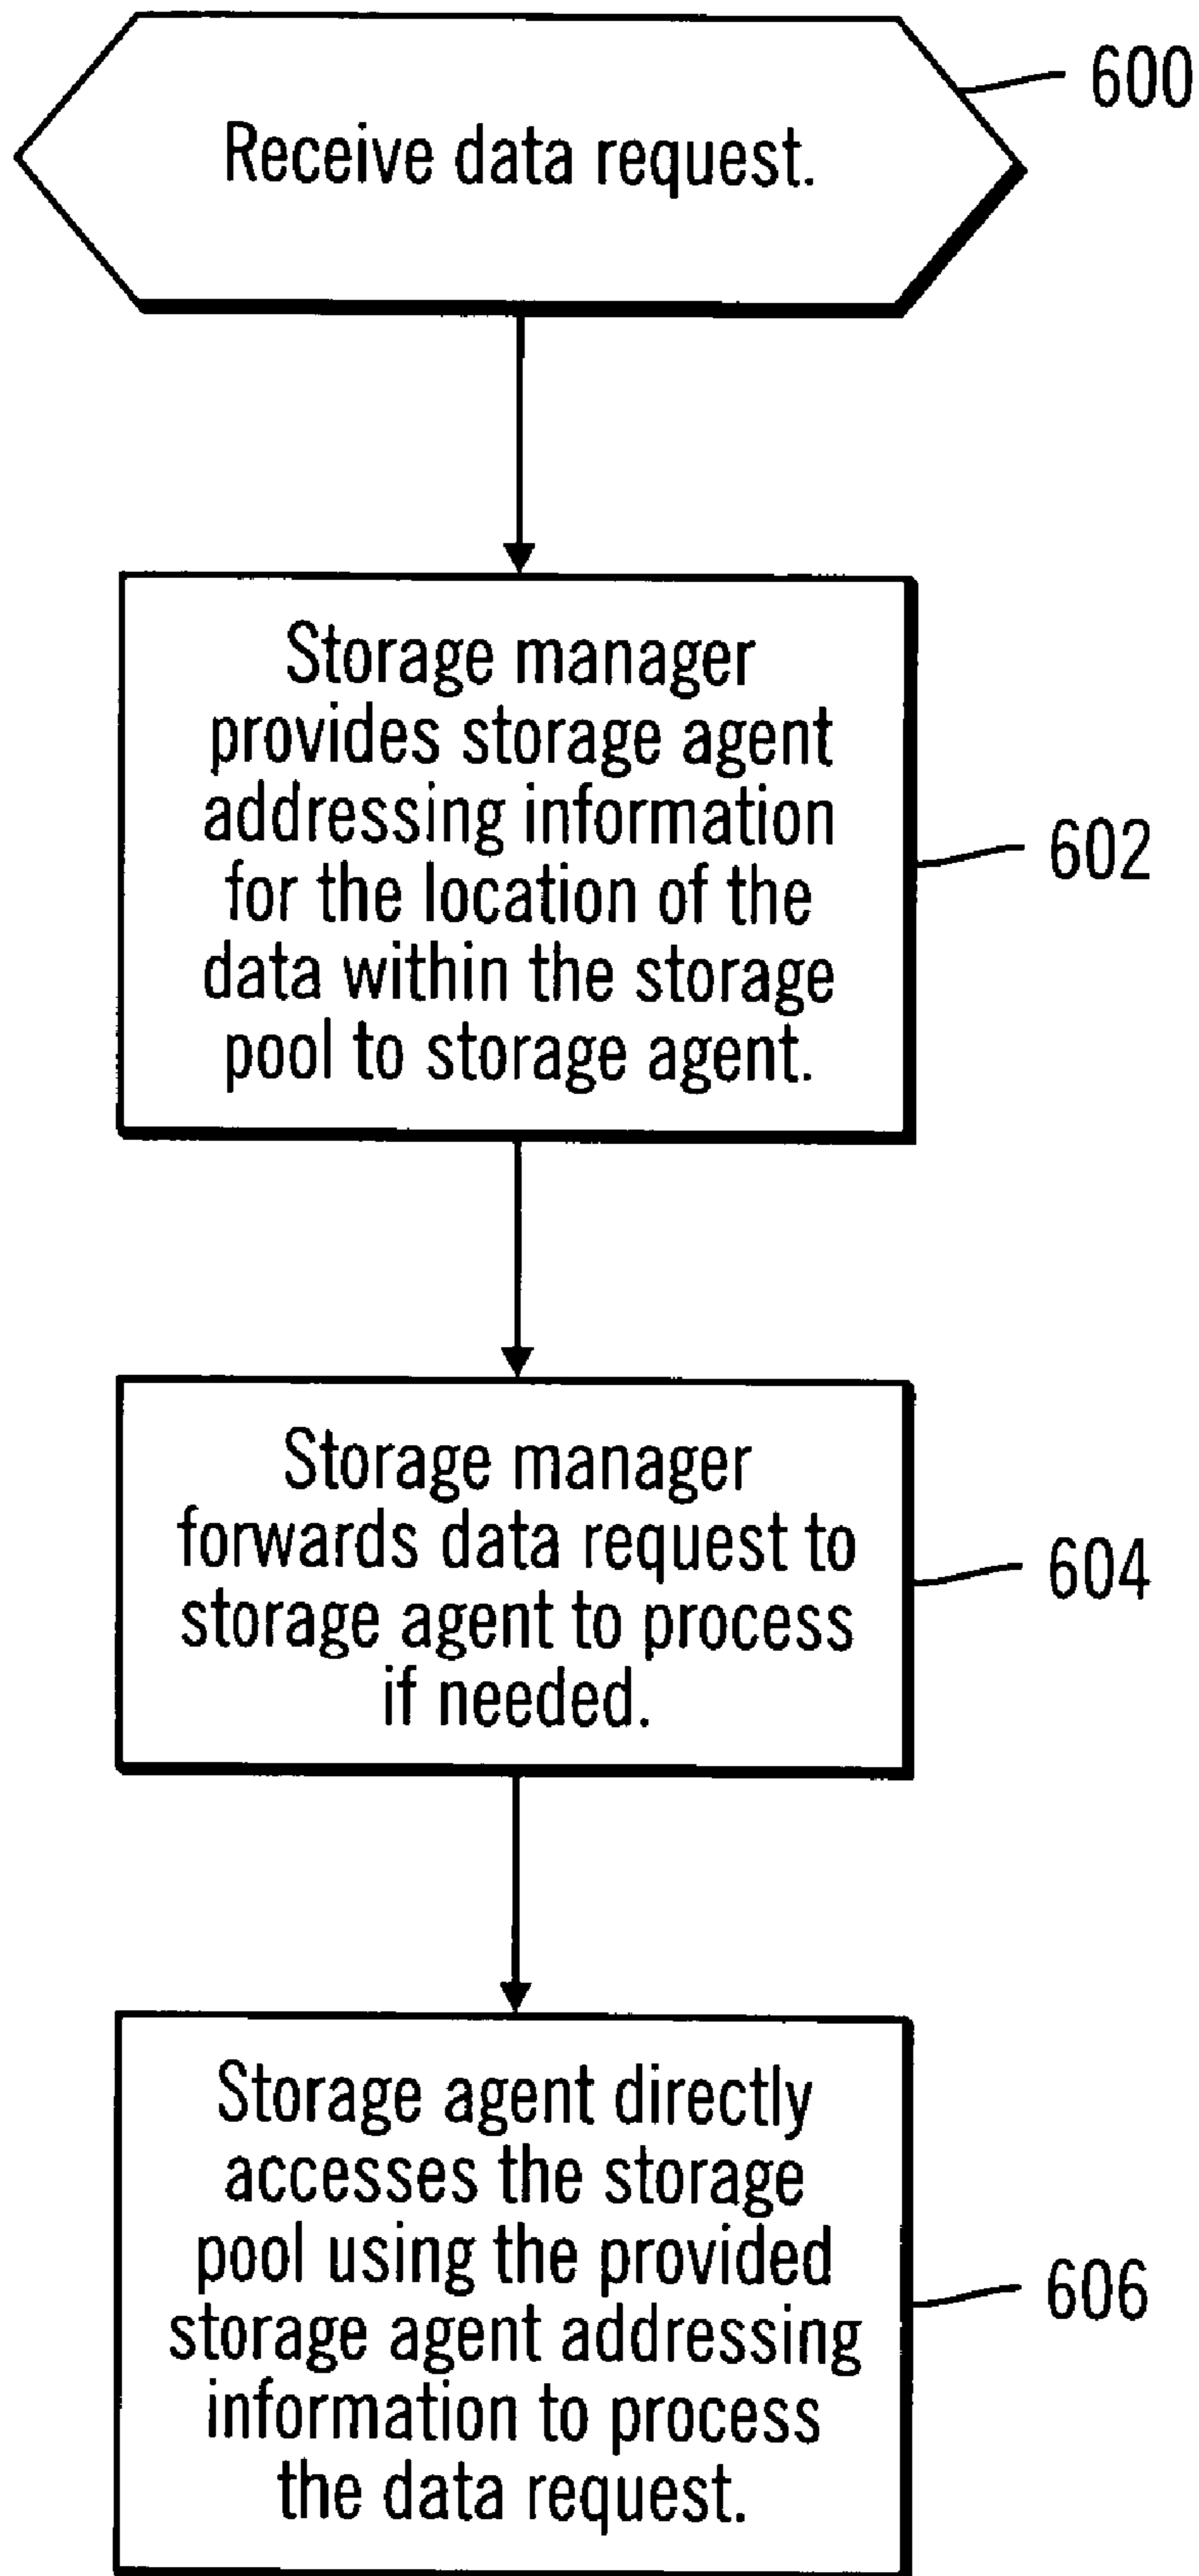 Receive data request.
600
Storage manager
provides storage agent
addressing information
for the location of the
data within the storage
pool to storage agent.
602
Storage manager
forwards data request to
storage agent to process
if needed.
604
Storage agent directly
accesses the storage
pool using the provided
storage agent addressing
information to process
the data request.
606